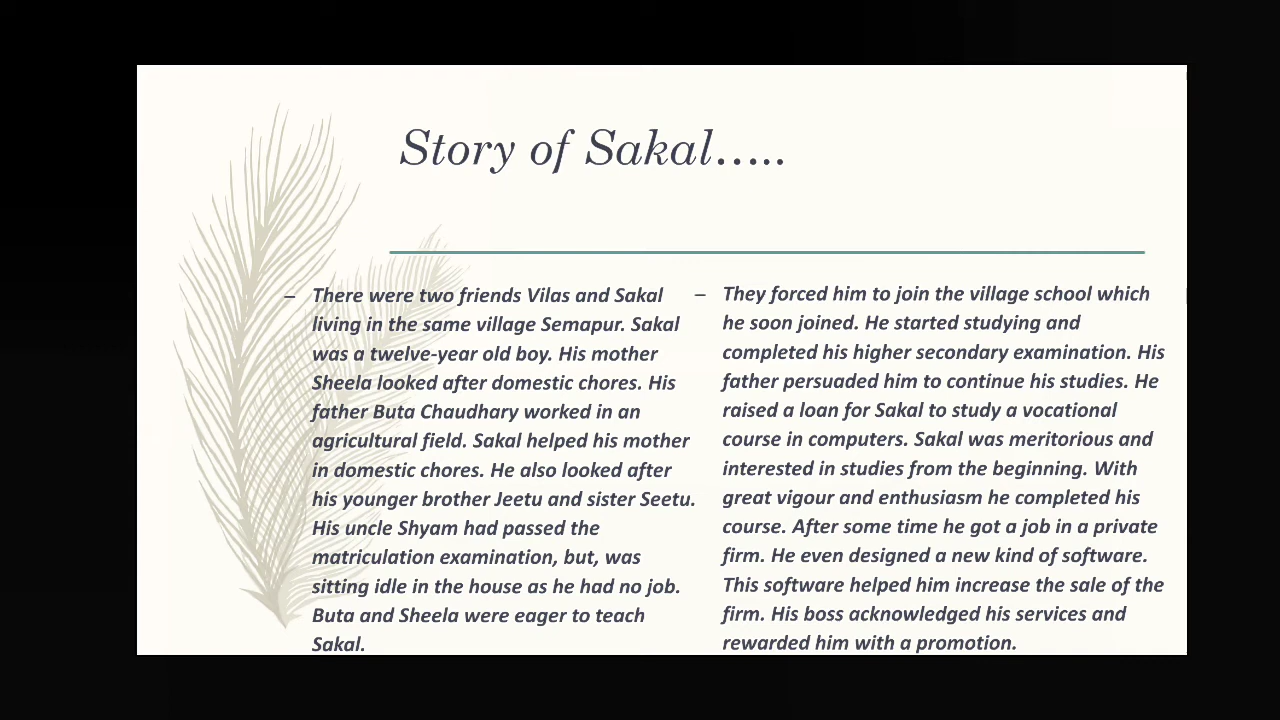 Story of Sakal.....
– There were two friends Vilas and Sakal
living in the same village Semapur. Sakal
was a twelve-year old boy. His mother
Sheela looked after domestic chores. His
father Buta Chaudhary worked in an
agricultural field. Sakal helped his mother
in domestic chores. He also looked after
his younger brother Jeetu and sister Seetu.
His uncle Shyam had passed the
matriculation examination, but, was
sitting idle in the house as he had no job.
Buta and Sheela were eager to teach
Sakal.
– They forced him to join the village school which
he soon joined. He started studying and
completed his higher secondary examination. His
father persuaded him to continue his studies. He
raised a loan for Sakal to study a vocational
course in computers. Sakal was meritorious and
interested in studies from the beginning. With
great vigour and enthusiasm he completed his
course. After some time he got a job in a private
firm. He even designed a new kind of software.
This software helped him increase the sale of the
firm. His boss acknowledged his services and
rewarded him with a promotion.